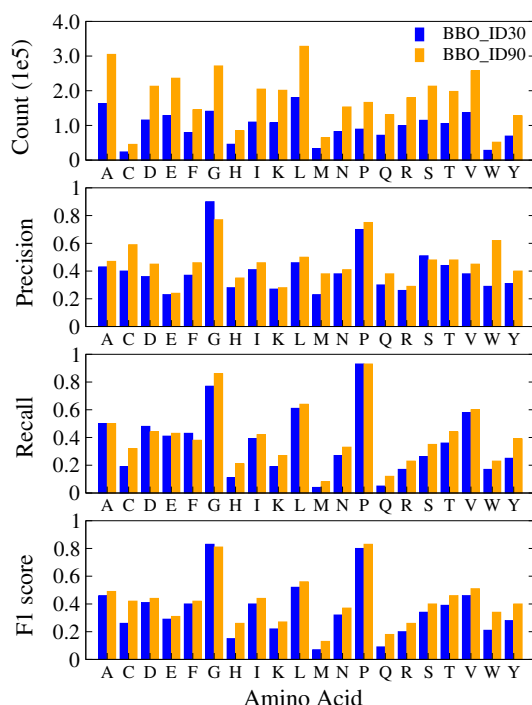 BBO_ID30
BBO_ID90
Count (1e5)
4.0
3.0
2.0
1.0
0.0
A C D E F G H I K L M N P Q R S T V W Y
Precision
1
0.8
0.6
0.4
0.2
0
A C D E F G H I K L M N P Q R S T V W Y
Recall
1
0.8
0.6
0.4
0.2
0
A C D E F G H I K L M N P Q R S T V W Y
F1 score
1
0.8
0.6
0.4
0.2
0
A C D E F G H I K L M N P Q R S T V W Y
Amino Acid